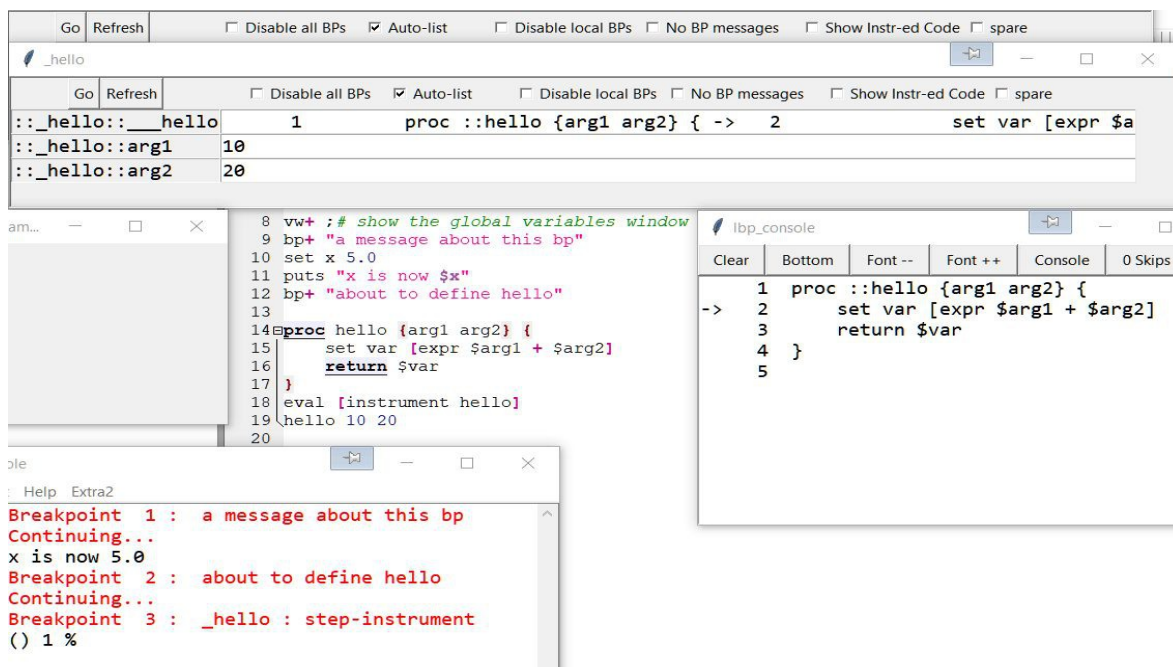 Go Refresh Disable all BPs Auto-list Disable local BPs No BP messages Show Instr-ed Code spare
_hello
Go Refresh Disable all BPs Auto-list Disable local BPs No BP messages Show Instr-ed Code spare
::_hello::___hello 1 proc ::hello {arg1 arg2} { -> 2 set var [expr $a
::_hello::arg1 10
::_hello::arg2 20
am...
8 vw+ ;# show the global variables window
9 bp+ "a message about this bp"
10 set x 5.0
11 puts "x is now $x"
12 bp+ "about to define hello"
13
14 proc hello {arg1 arg2} {
15 set var [expr $arg1 + $arg2]
16 return $var
17 }
18 eval [instrument hello]
19 hello 10 20
20
lbp_console
Clear Bottom Font -- Font ++ Console 0 Skips
1 proc ::hello {arg1 arg2} {
-> 2 set var [expr $arg1 + $arg2]
3 return $var
4 }
5
ole
: Help Extra2
Breakpoint 1 : a message about this bp
Continuing...
x is now 5.0
Breakpoint 2 : about to define hello
Continuing...
Breakpoint 3 : _hello : step-instrument
() 1 %